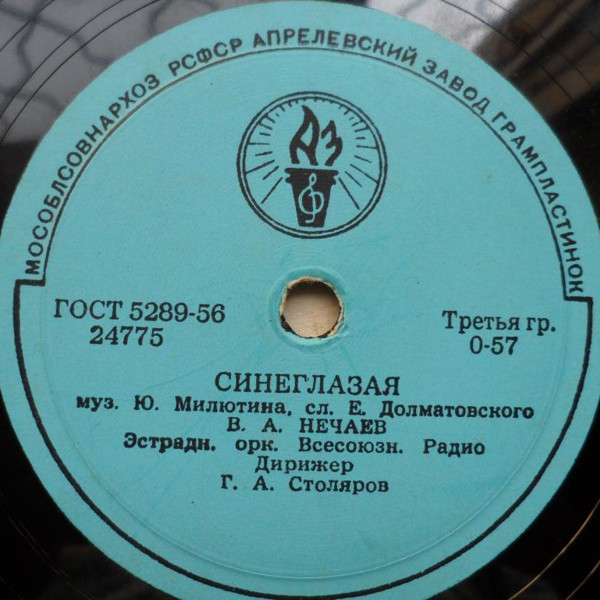 МОСОБЛСОВНАРХОЗ РСФСР АПРЕЛЕВСКИЙ ЗАВОД ГРАМПЛАСТИНОК
АЗ
ГОСТ 5289-56
24775
Третья гр.
0-57
СИНЕГЛАЗАЯ
муз. Ю. Милютина, сл. Е. Долматовского
В. А. НЕЧАЕВ
Эстрадн. орк. Всесоюзн. Радио
Дирижер
Г. А. Столяров